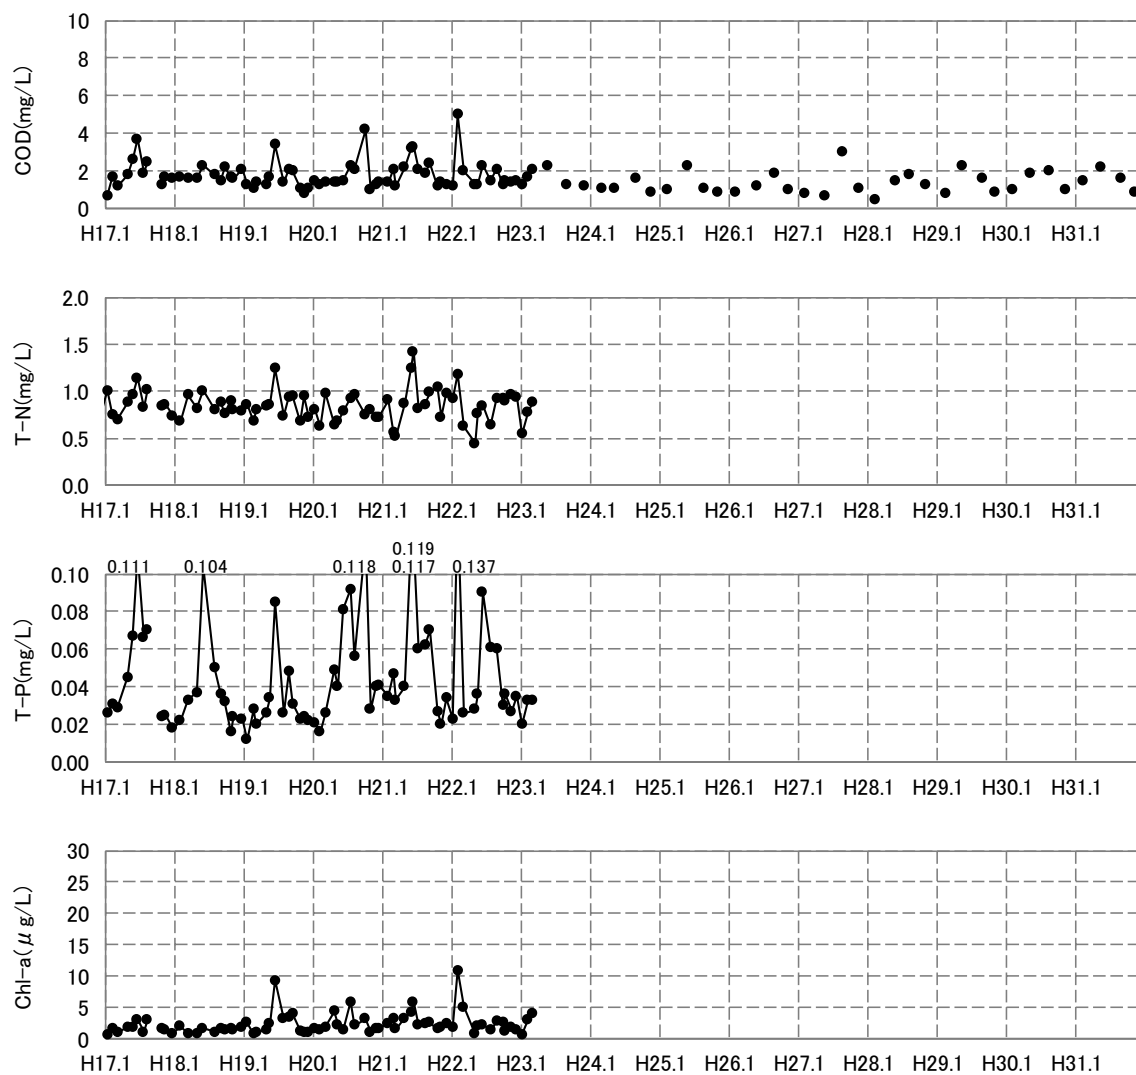 COD(mg/L)
10
8
6
4
2
0
H17.1 H18.1 H19.1 H20.1 H21.1 H22.1 H23.1 H24.1 H25.1 H26.1 H27.1 H28.1 H29.1 H30.1 H31.1
T-N(mg/L)
2.0
1.5
1.0
0.5
0.0
H17.1 H18.1 H19.1 H20.1 H21.1 H22.1 H23.1 H24.1 H25.1 H26.1 H27.1 H28.1 H29.1 H30.1 H31.1
T-P(mg/L)
0.119
0.111 0.104 0.118 0.117 0.137
0.10
0.08
0.06
0.04
0.02
0.00
H17.1 H18.1 H19.1 H20.1 H21.1 H22.1 H23.1 H24.1 H25.1 H26.1 H27.1 H28.1 H29.1 H30.1 H31.1
Chl-a(μg/L)
30
25
20
15
10
5
0
H17.1 H18.1 H19.1 H20.1 H21.1 H22.1 H23.1 H24.1 H25.1 H26.1 H27.1 H28.1 H29.1 H30.1 H31.1